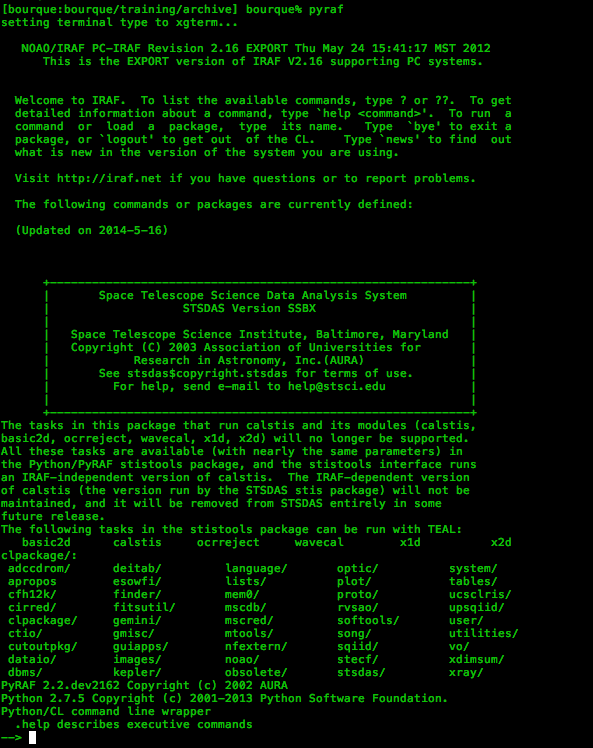 [bourque:bourque/training/archive] bourque% pyraf
setting terminal type to xgterm...
NOAO/IRAF PC-IRAF Revision 2.16 EXPORT Thu May 24 15:41:17 MST 2012
This is the EXPORT version of IRAF V2.16 supporting PC systems.
Welcome to IRAF.  To list the available commands, type ? or ??.  To get
detailed information about a command, type `help <command>'.  To run  a
command  or  load  a  package,  type  its name.   Type  `bye' to exit a
package, or `logout' to get out  of the CL.    Type `news' to find  out
what is new in the version of the system you are using.
Visit http://iraf.net if you have questions or to report problems.
The following commands or packages are currently defined:
(Updated on 2014-5-16)
+------------------------------------------------------------+
|       Space Telescope Science Data Analysis System         |
|                   STSDAS Version SSBX                      |
|                                                            |
|   Space Telescope Science Institute, Baltimore, Maryland   |
|   Copyright (C) 2003 Association of Universities for       |
|            Research in Astronomy, Inc.(AURA)               |
|       See stsdas$copyright.stsdas for terms of use.        |
|         For help, send e-mail to help@stsci.edu            |
|                                                            |
+------------------------------------------------------------+
The tasks in this package that run calstis and its modules (calstis,
basic2d, ocrreject, wavecal, x1d, x2d) will no longer be supported.
All these tasks are available (with nearly the same parameters) in
the Python/PyRAF stistools package, and the stistools interface runs
an IRAF-independent version of calstis.  The IRAF-dependent version
of calstis (the version run by the STSDAS stis package) will not be
maintained, and it will be removed from STSDAS entirely in some
future release.
The following tasks in the stistools package can be run with TEAL:
basic2d      calstis     ocrreject     wavecal        x1d          x2d
clpackage/:
adccdrom/      deitab/         language/       optic/          system/
apropos        esowfi/         lists/          plot/           tables/
cfh12k/        finder/         mem0/           proto/          ucsclris/
cirred/        fitsutil/       mscdb/          rvsao/          upsqiid/
clpackage/     gemini/         mscred/         softools/       user/
ctio/          gmisc/          mtools/         song/           utilities/
cutoutpkg/     guiapps/        nfextern/       sqiid/          vo/
dataio/        images/         noao/           stecf/          xdimsum/
dbms/          kepler/         obsolete/       stsdas/         xray/
PyRAF 2.2.dev2162 Copyright (c) 2002 AURA
Python 2.7.5 Copyright (c) 2001-2013 Python Software Foundation.
Python/CL command line wrapper
.help describes executive commands
-->